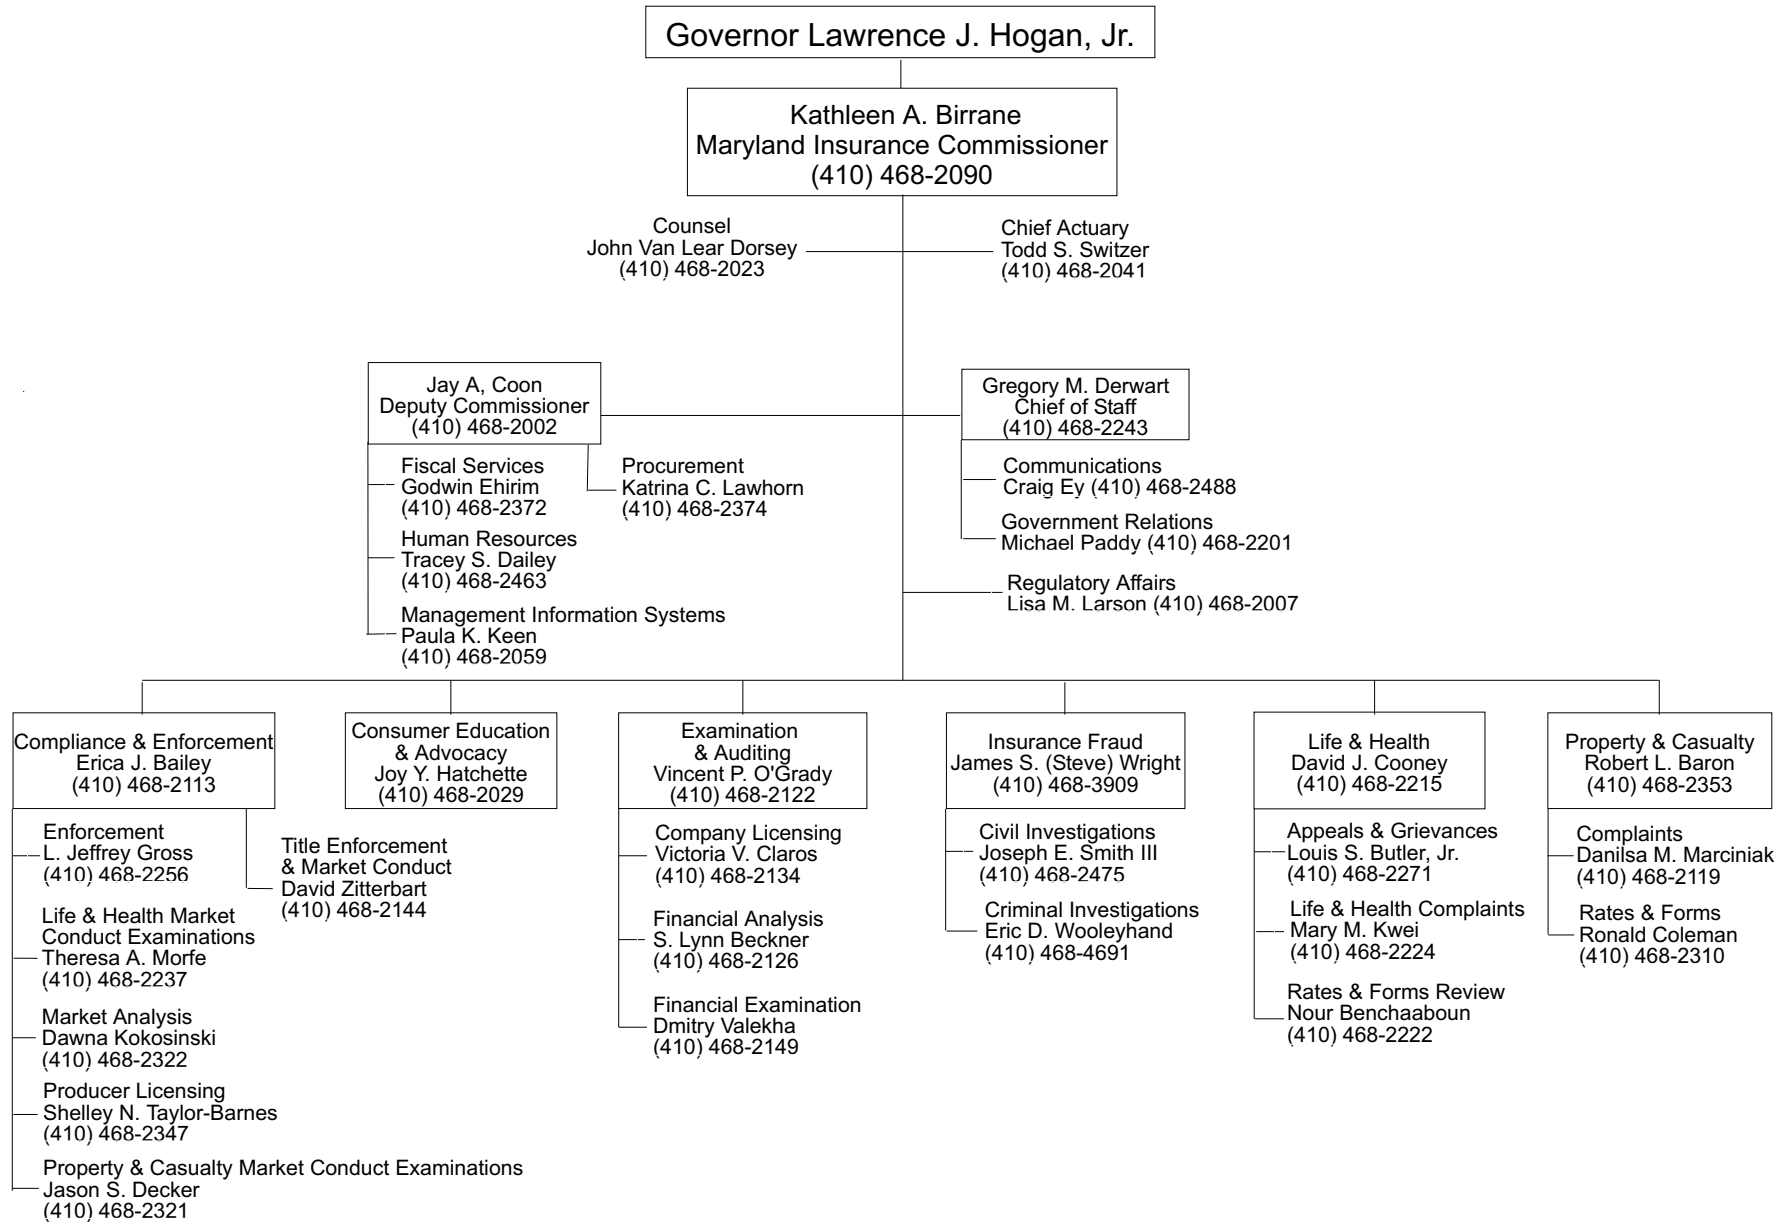 Governor Lawrence J. Hogan, Jr.
Kathleen A. Birrane
Maryland Insurance Commissioner
(410) 468-2090
Counsel
John Van Lear Dorsey
(410) 468-2023
Chief Actuary
Todd S. Switzer
(410) 468-2041
Jay A, Coon
Deputy Commissioner
(410) 468-2002
Gregory M. Derwart
Chief of Staff
(410) 468-2243
Fiscal Services
Godwin Ehirim
(410) 468-2372
Procurement
Katrina C. Lawhorn
(410) 468-2374
Human Resources
Tracey S. Dailey
(410) 468-2463
Management Information Systems
Paula K. Keen
(410) 468-2059
Communications
Craig Ey (410) 468-2488
Government Relations
Michael Paddy (410) 468-2201
Regulatory Affairs
Lisa M. Larson (410) 468-2007
Compliance & Enforcement
Erica J. Bailey
(410) 468-2113
Enforcement
L. Jeffrey Gross
(410) 468-2256
Title Enforcement
& Market Conduct
David Zitterbart
(410) 468-2144
Life & Health Market
Conduct Examinations
Theresa A. Morfe
(410) 468-2237
Market Analysis
Dawna Kokosinski
(410) 468-2322
Producer Licensing
Shelley N. Taylor-Barnes
(410) 468-2347
Property & Casualty Market Conduct Examinations
Jason S. Decker
(410) 468-2321
Consumer Education
& Advocacy
Joy Y. Hatchette
(410) 468-2029
Examination
& Auditing
Vincent P. O'Grady
(410) 468-2122
Company Licensing
Victoria V. Claros
(410) 468-2134
Financial Analysis
S. Lynn Beckner
(410) 468-2126
Financial Examination
Dmitry Valekha
(410) 468-2149
Insurance Fraud
James S. (Steve) Wright
(410) 468-3909
Civil Investigations
Joseph E. Smith III
(410) 468-2475
Criminal Investigations
Eric D. Wooleyhand
(410) 468-4691
Life & Health
David J. Cooney
(410) 468-2215
Appeals & Grievances
Louis S. Butler, Jr.
(410) 468-2271
Life & Health Complaints
Mary M. Kwei
(410) 468-2224
Rates & Forms Review
Nour Benchaaboun
(410) 468-2222
Property & Casualty
Robert L. Baron
(410) 468-2353
Complaints
Danilsa M. Marciniak
(410) 468-2119
Rates & Forms
Ronald Coleman
(410) 468-2310